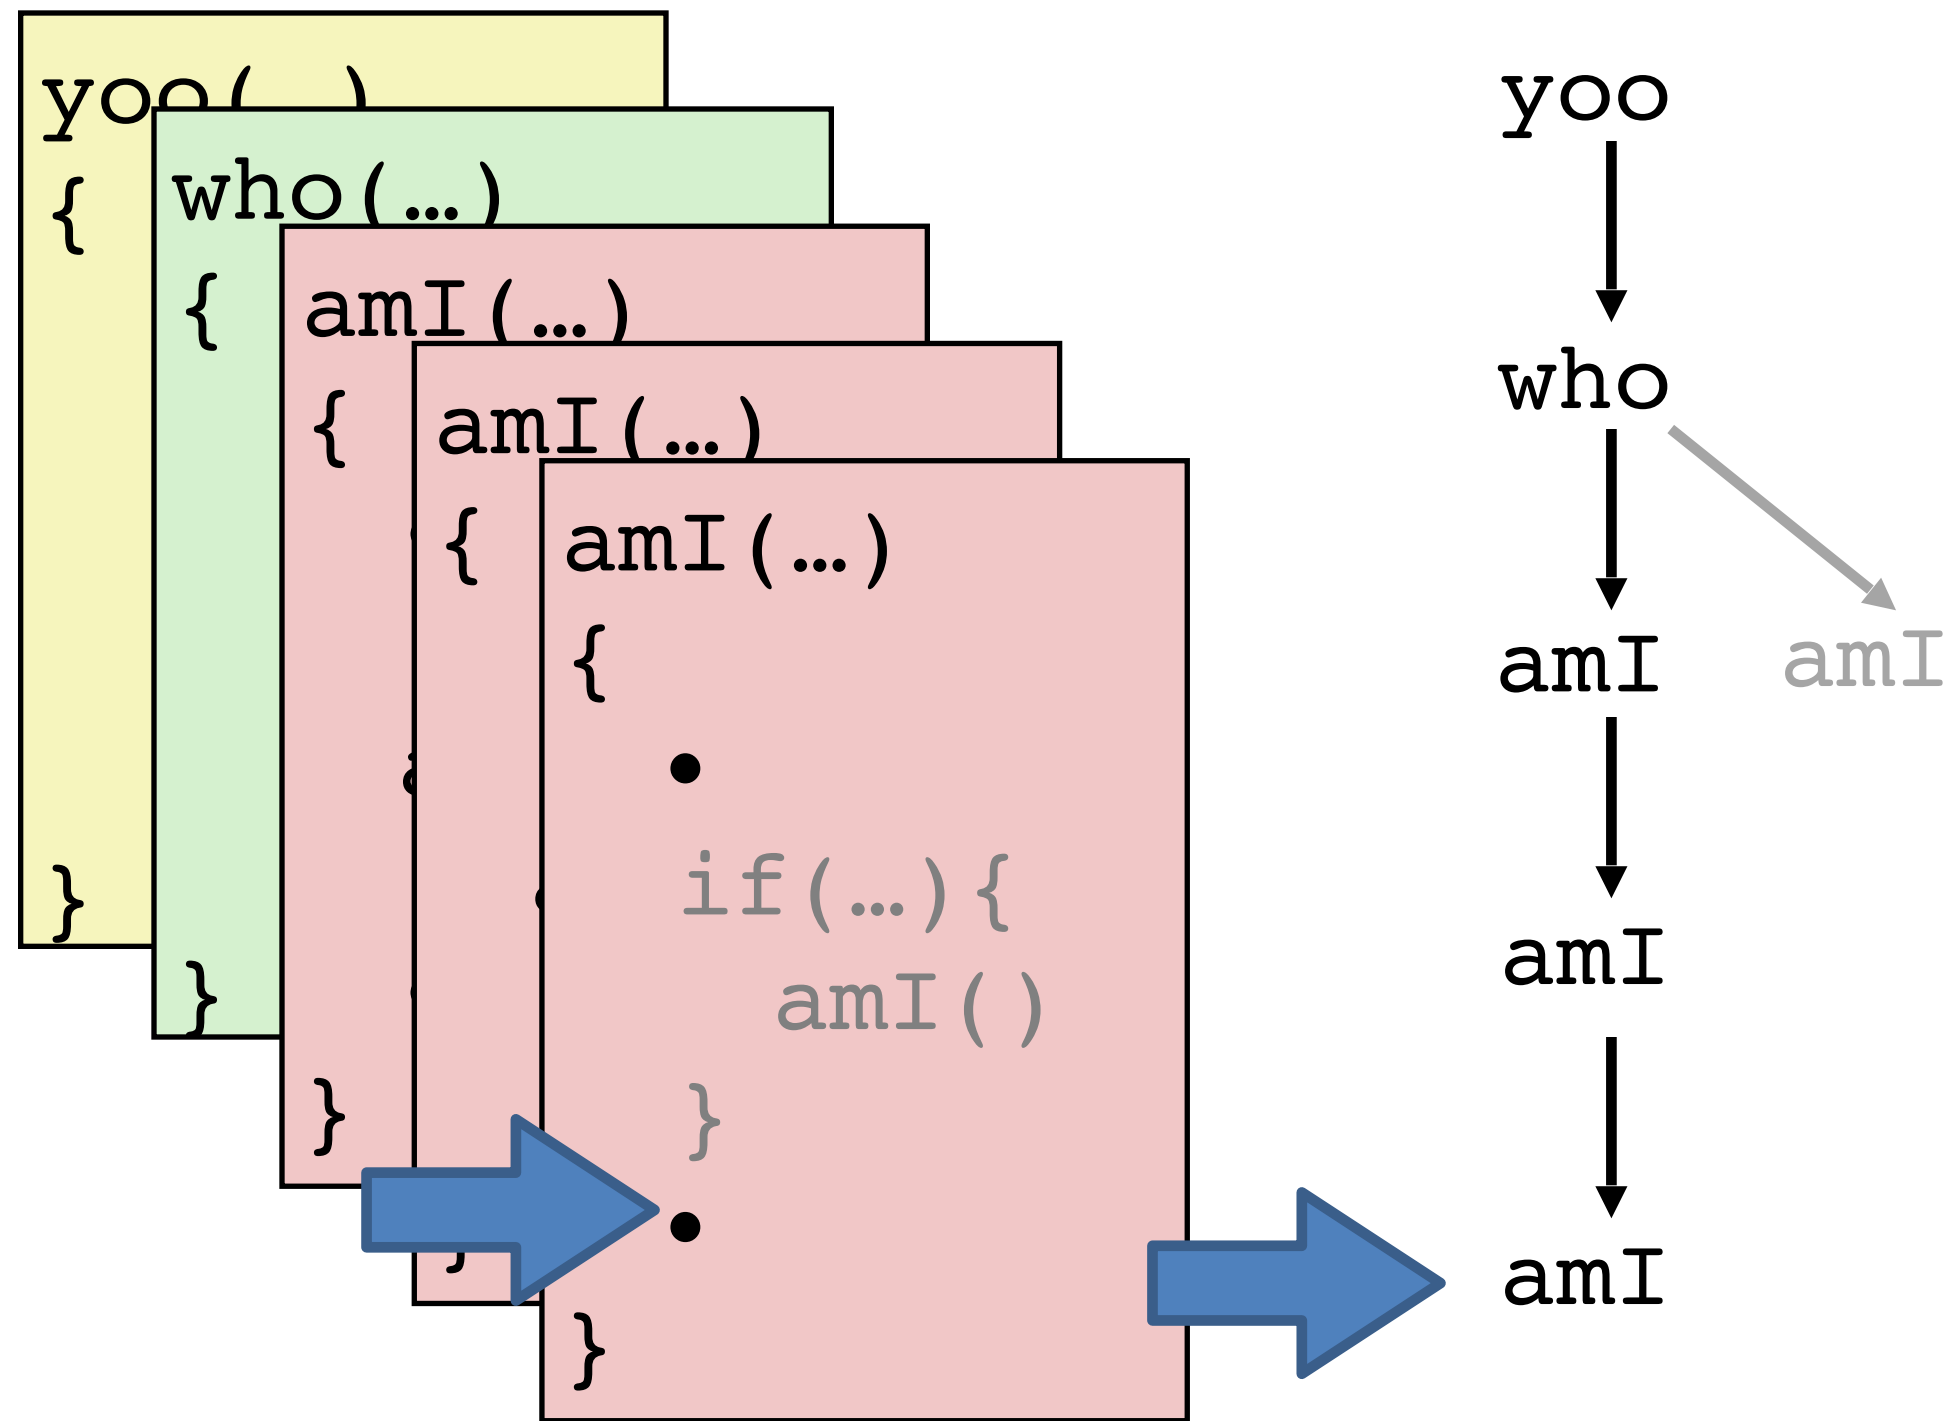 yoo(  )
{
}
who(…)
{
}
amI(…)
{
}
amI(…)
{
}
amI(…)
{
•
if(…){
amI()
}
•
}
yoo
who
amI amI
amI
amI